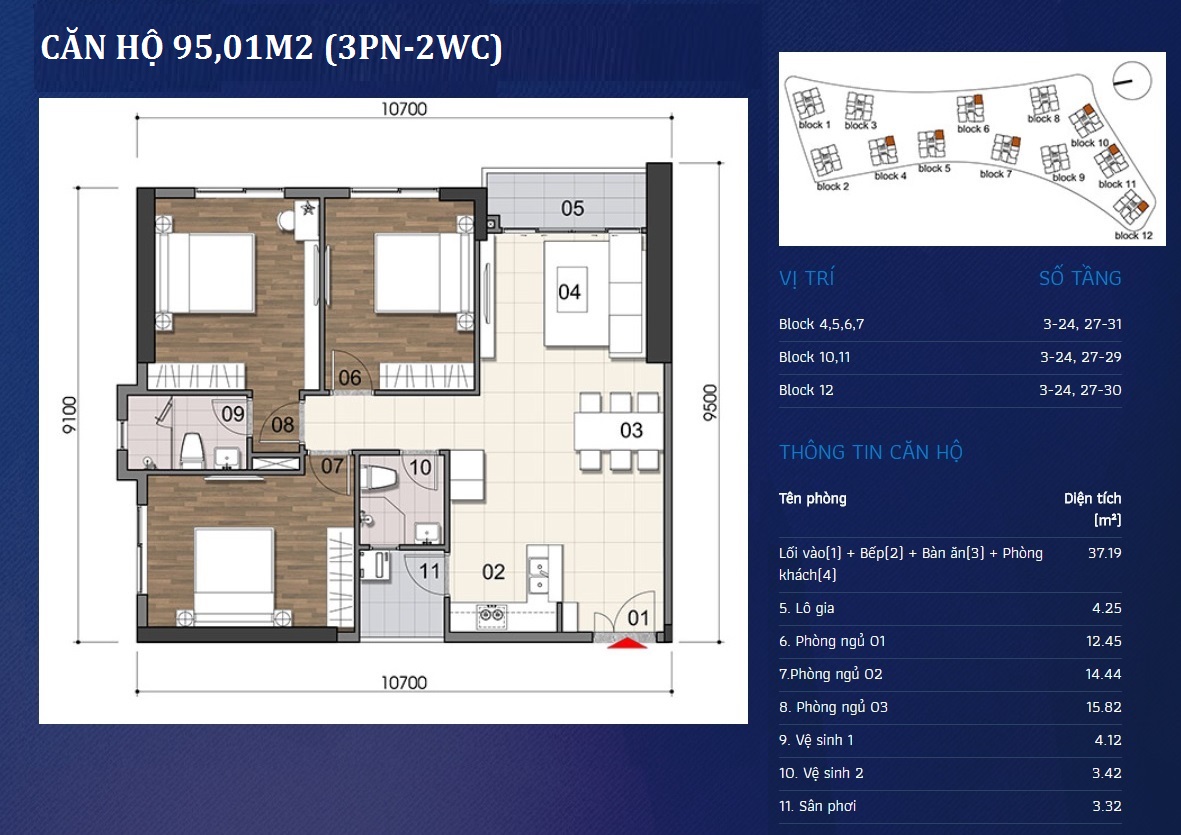 CĂN HỘ 95,01M2 (3PN-2WC)
10700
9100
9500
05
04
06
09
08
03
07
10
11
02
01
10700
block 1
block 3
block 6
block 8
block 10
block 2
block 4
block 5
block 7
block 9
block 11
block 12
VỊ TRÍ SỐ TẦNG
Block 4,5,6,7 3-24, 27-31
Block 10,11 3-24, 27-29
Block 12 3-24, 27-30
THÔNG TIN CĂN HỘ
Tên phòng Diện tích
(m²)
Lối vào(1) + Bếp(2) + Bàn ăn(3) + Phòng 37.19
khách(4)
5. Lô gia 4.25
6. Phòng ngủ 01 12.45
7.Phòng ngủ 02 14.44
8. Phòng ngủ 03 15.82
9. Vệ sinh 1 4.12
10. Vệ sinh 2 3.42
11. Sân phơi 3.32